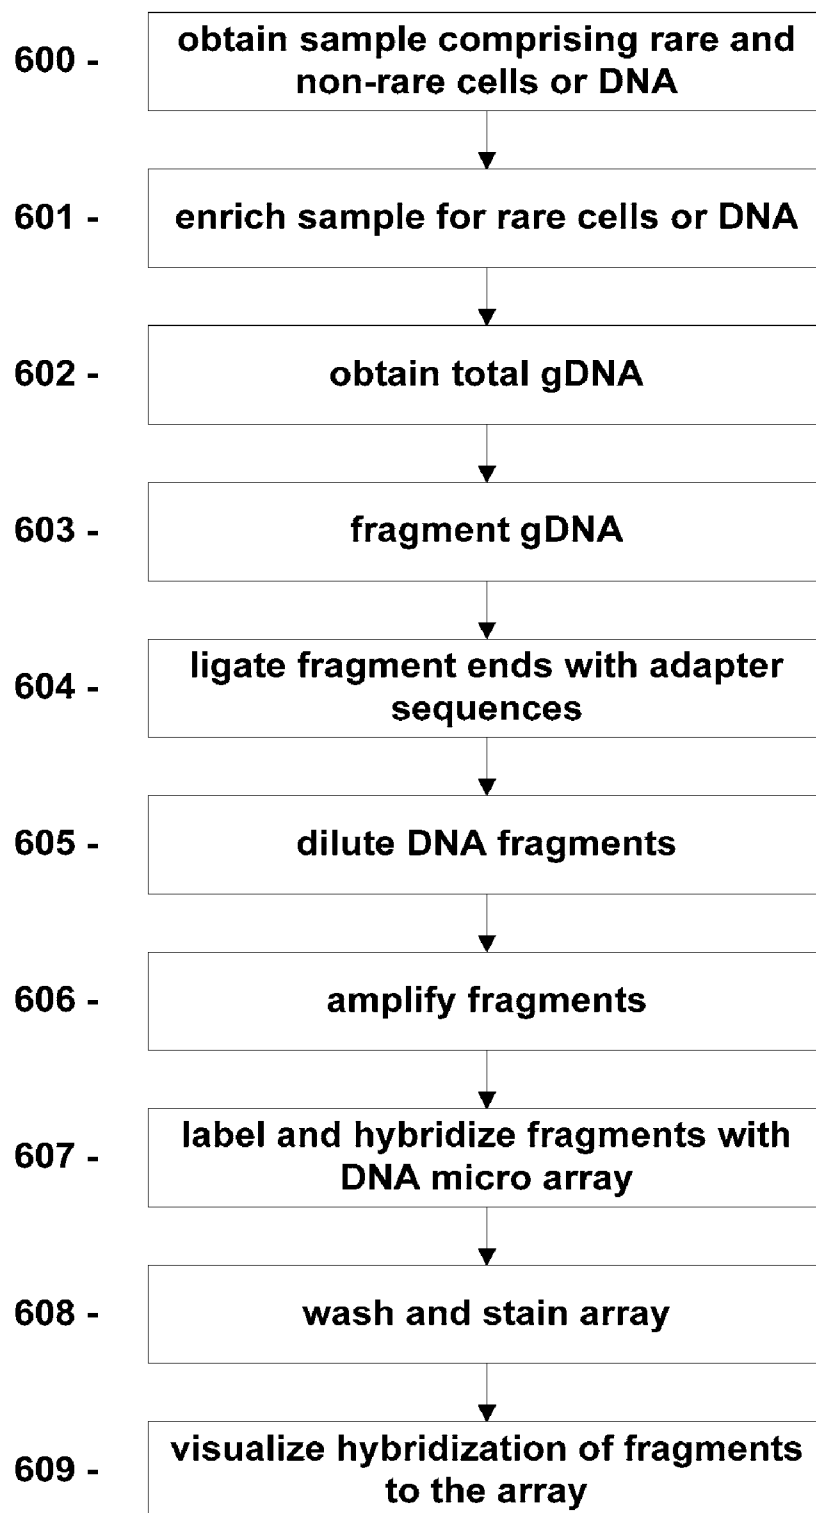 600 -
obtain sample comprising rare and
non-rare cells or DNA
601 -
enrich sample for rare cells or DNA
602 -
obtain total gDNA
603 -
fragment gDNA
604 -
ligate fragment ends with adapter
sequences
605 -
dilute DNA fragments
606 -
amplify fragments
607 -
label and hybridize fragments with
DNA micro array
608 -
wash and stain array
609 -
visualize hybridization of fragments
to the array